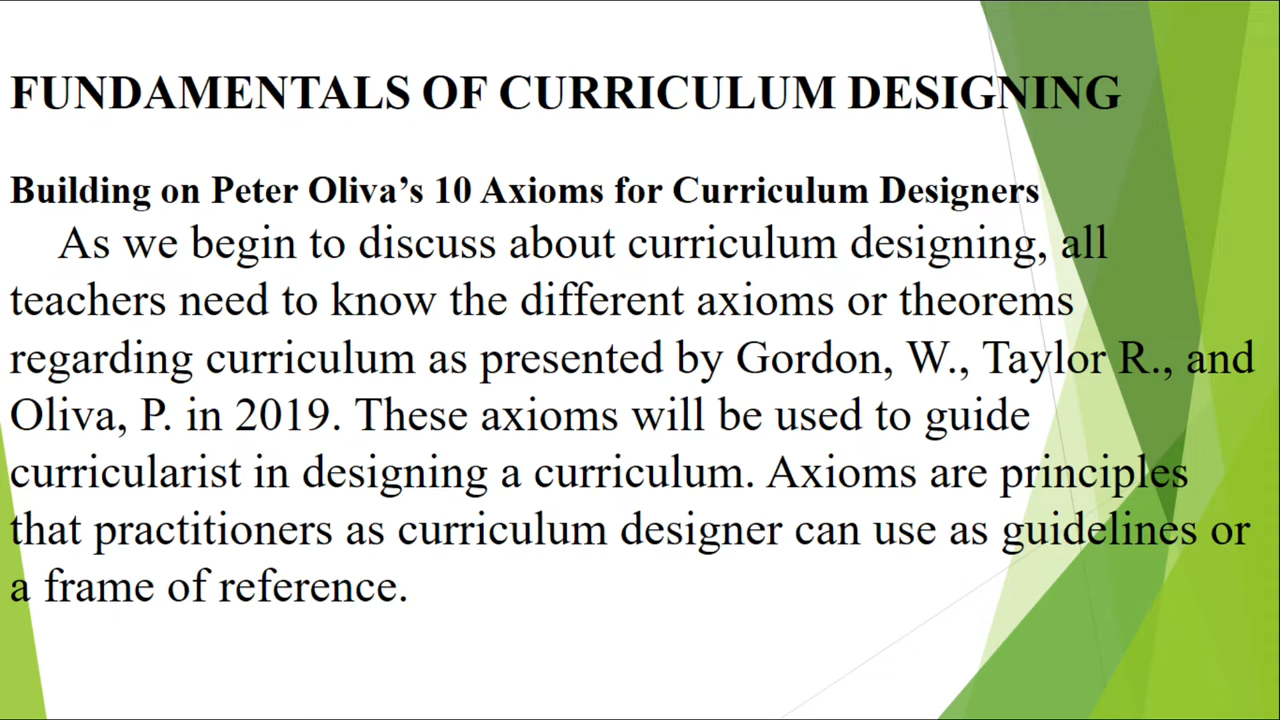 FUNDAMENTALS OF CURRICULUM DESIGNING
Building on Peter Oliva’s 10 Axioms for Curriculum Designers
As we begin to discuss about curriculum designing, all
teachers need to know the different axioms or theorems
regarding curriculum as presented by Gordon, W., Taylor R., and
Oliva, P. in 2019. These axioms will be used to guide
curricularist in designing a curriculum. Axioms are principles
that practitioners as curriculum designer can use as guidelines or
a frame of reference.